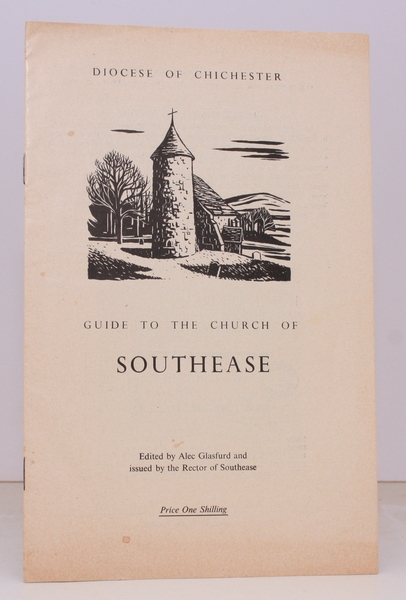 DIOCESE OF CHICHESTER
GUIDE TO THE CHURCH OF
SOUTHEASE
Edited by Alec Glasfurd and
issued by the Rector of Southease
Price One Shilling